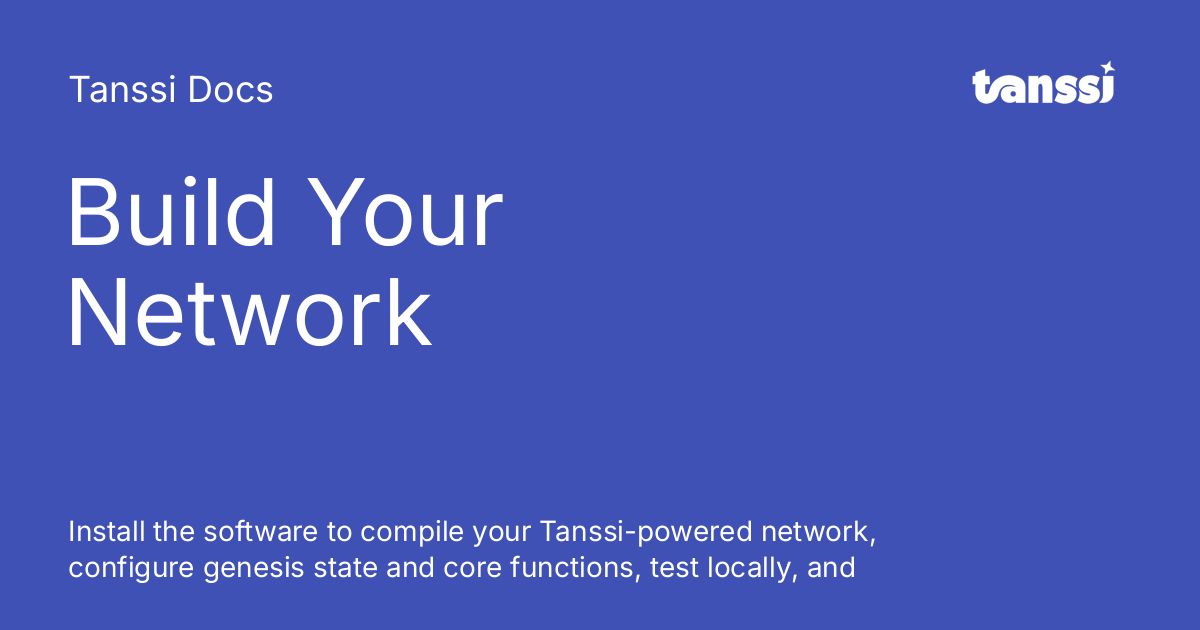 Tanssi Docs
tanssi
Build Your
Network
Install the software to compile your Tanssi-powered network,
configure genesis state and core functions, test locally, and